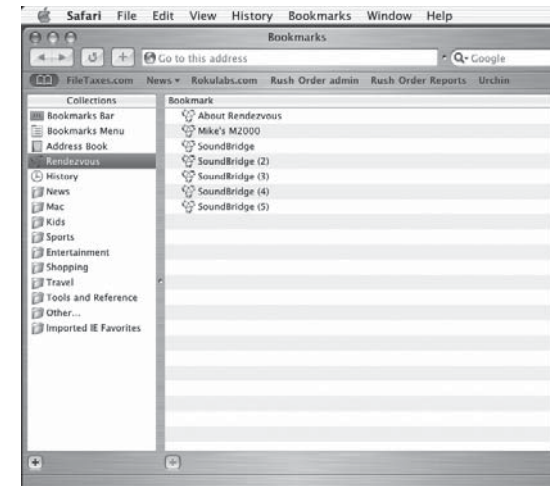 Safari File Edit View History Bookmarks Window Help
Bookmarks
Go to this address
Q- Google
FileTaxes.com News Rokulabs.com Rush Order admin Rush Order Reports Urchin
Collections
Bookmark
Bookmarks Bar
Bookmarks Menu
Address Book
Rendezvous
History
News
Mac
Kids
Sports
Entertainment
Shopping
Travel
Tools and Reference
Other...
Imported IE Favorites
About Rendezvous
Mike's M2000
SoundBridge
SoundBridge (2)
SoundBridge (3)
SoundBridge (4)
SoundBridge (5)